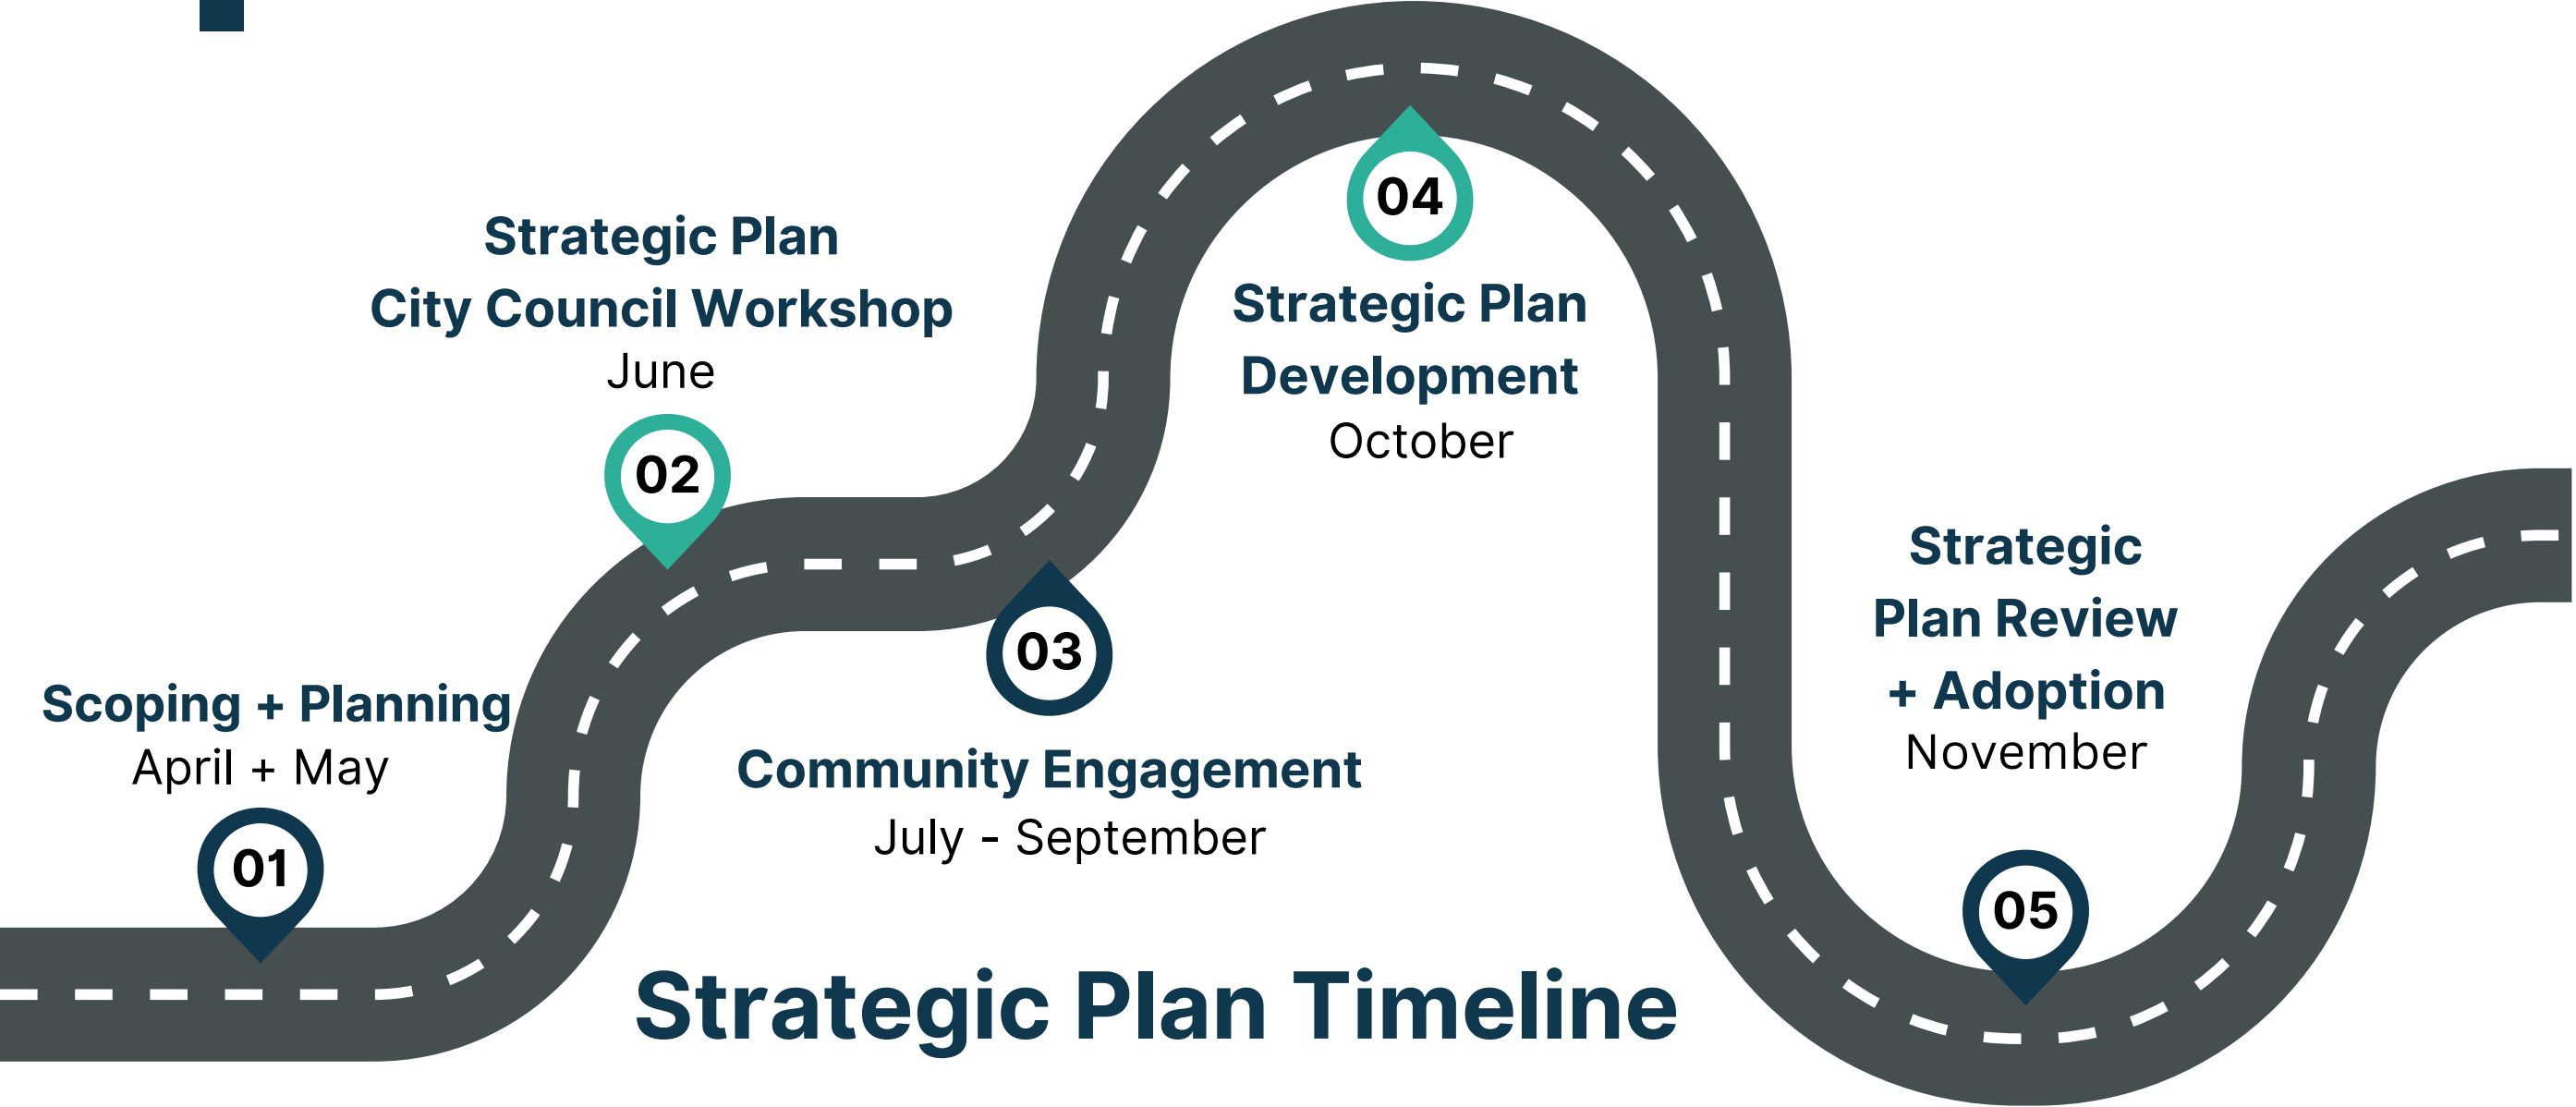 Scoping + Planning
April + May
01
Strategic Plan
City Council Workshop
June
02
03
Community Engagement
July - September
04
Strategic Plan
Development
October
Strategic
Plan Review
+ Adoption
November
05
Strategic Plan Timeline